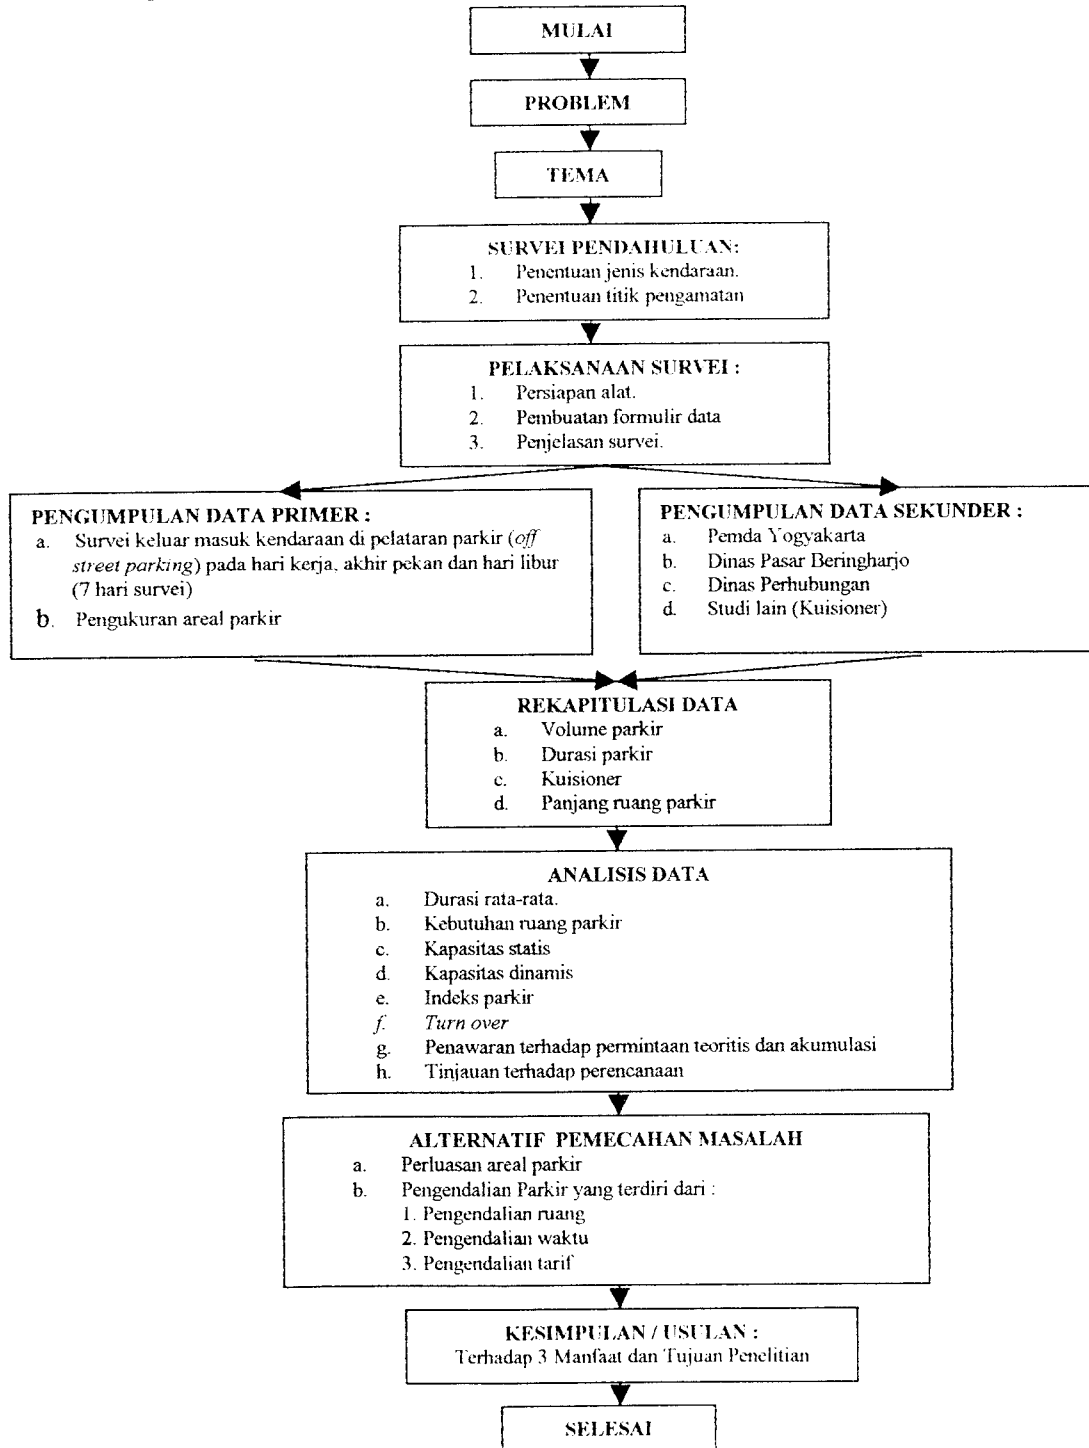 MULAI
PROBLEM
TEMA
SURVEI PENDAHULUAN:
1. Penentuan jenis kendaraan.
2. Penentuan titik pengamatan
PELAKSANAAN SURVEI :
1. Persiapan alat.
2. Pembuatan formulir data
3. Penjelasan survei.
PENGUMPULAN DATA PRIMER :
a. Survei keluar masuk kendaraan di pelataran parkir (off
street parking) pada hari kerja, akhir pekan dan hari libur
(7 hari survei)
b. Pengukuran areal parkir
PENGUMPULAN DATA SEKUNDER :
a. Pemda Yogyakarta
b. Dinas Pasar Beringharjo
c. Dinas Perhubungan
d. Studi lain (Kuisioner)
REKAPITULASI DATA
a. Volume parkir
b. Durasi parkir
c. Kuisioner
d. Panjang ruang parkir
ANALISIS DATA
a. Durasi rata-rata.
b. Kebutuhan ruang parkir
c. Kapasitas statis
d. Kapasitas dinamis
e. Indeks parkir
f. Turn over
g. Penawaran terhadap permintaan teoritis dan akumulasi
h. Tinjauan terhadap perencanaan
ALTERNATIF PEMECAHAN MASALAH
a. Perluasan areal parkir
b. Pengendalian Parkir yang terdiri dari :
1. Pengendalian ruang
2. Pengendalian waktu
3. Pengendalian tarif
KESIMPULAN / USULAN :
Terhadap 3 Manfaat dan Tujuan Penelitian
SELESAI